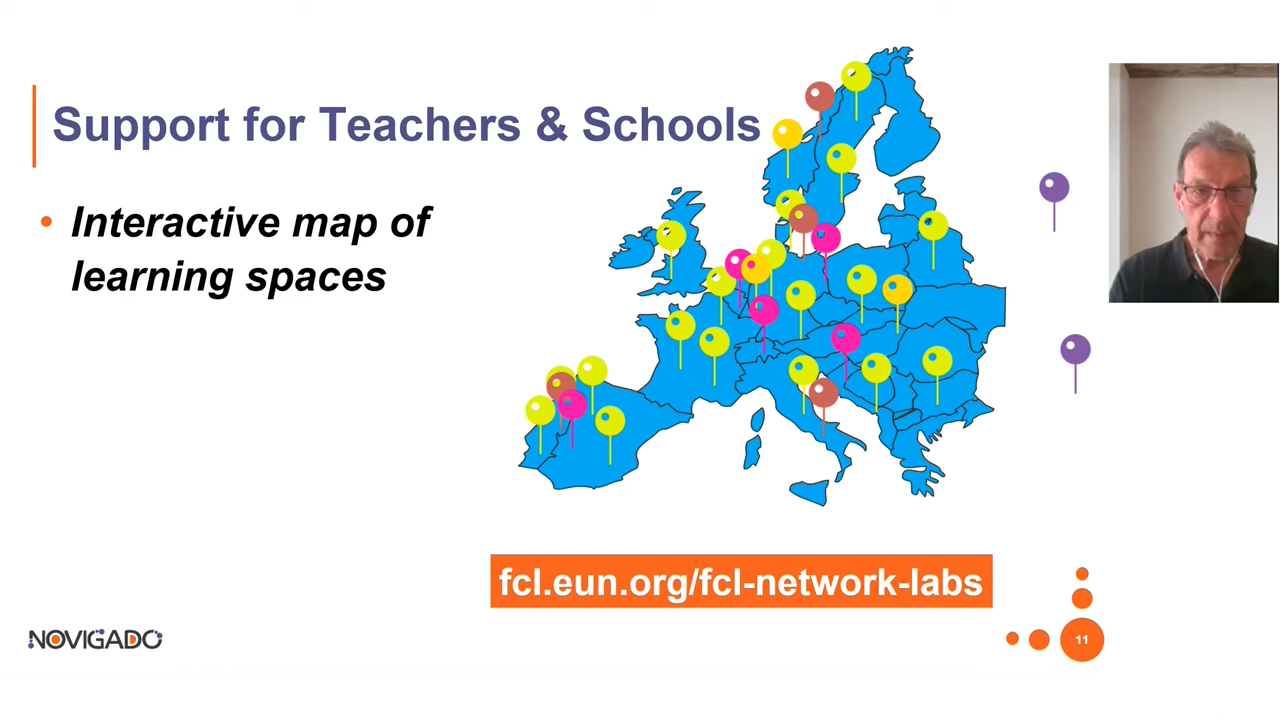 Support for Teachers & Schools
• Interactive map of
learning spaces
fcl.eun.org/fcl-network-labs
NOVIGADO
11